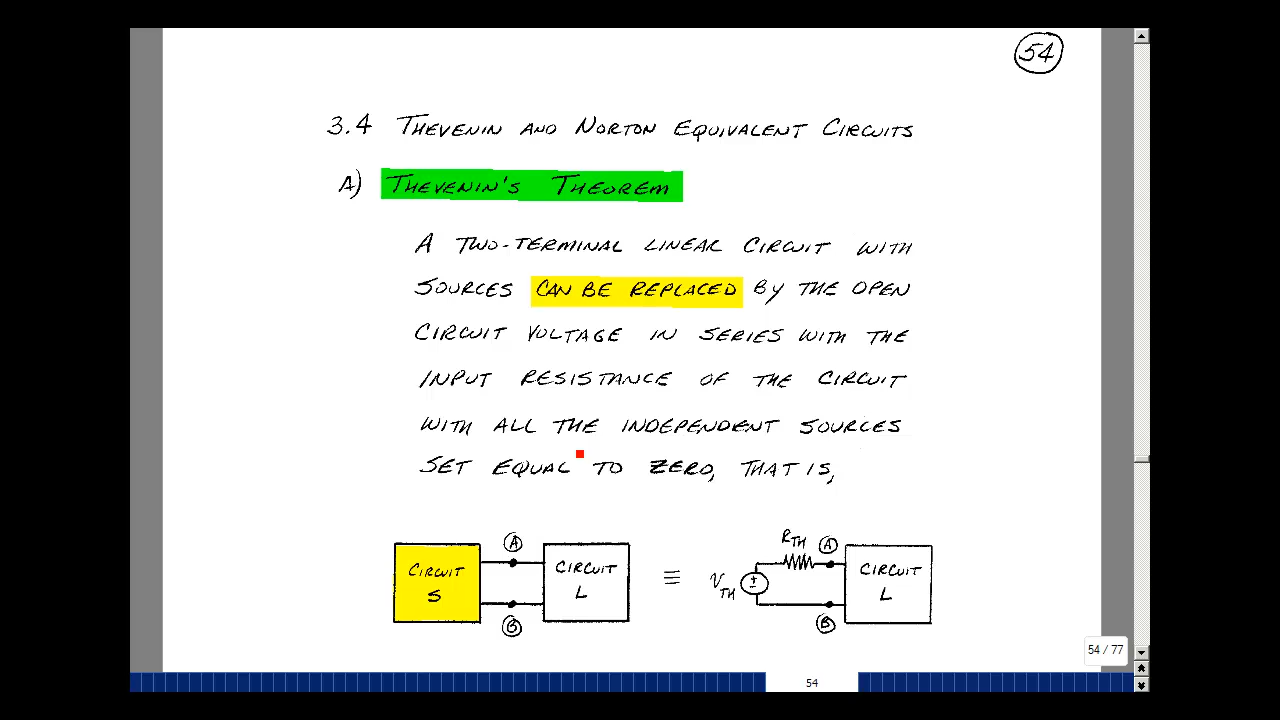 54
3.4 THEVENIN AND NORTON EQUIVALENT CIRCUITS
A) THEVENIN'S THEOREM
A TWO-TERMINAL LINEAR CIRCUIT WITH
SOURCES CAN BE REPLACED BY THE OPEN
CIRCUIT VOLTAGE IN SERIES WITH THE
INPUT RESISTANCE OF THE CIRCUIT
WITH ALL THE INDEPENDENT SOURCES
SET EQUAL TO ZERO, THAT IS,
CIRCUIT
S
A
B
CIRCUIT
L
≡
V_TH
+
-
R_TH
A
B
CIRCUIT
L
54 / 77
54